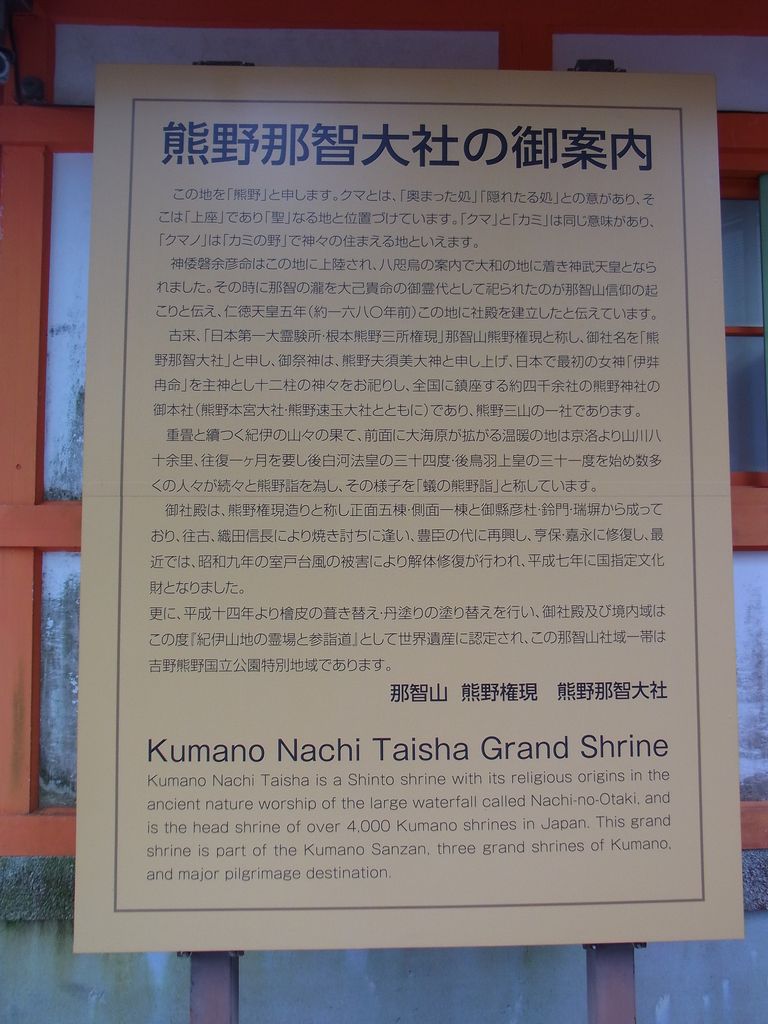 熊野那智大社の御案内
この地を「熊野」と申します。クマとは、「奥まった処」「隠れたる処」との意があり、そ
こは「上座」であり「聖」なる地と位置づけています。「クマ」と「カミ」は同じ意味があり、
「クマノ」は「カミの野」で神々の住まえる地といえます。
神倭磐余彦命はこの地に上陸され、八咫烏の案内で大和の地に着き神武天皇となら
れました。その時に那智の瀧を大己貴命の御霊代として祀られたのが那智山信仰の起
こりと伝え、仁徳天皇五年(約一六八〇年前)この地に社殿を建立したと伝えています。
古来、「日本第一大霊験所・根本熊野三所権現」那智山熊野権現と称し、御社名を「熊
野那智大社」と申し、御祭神は、熊野夫須美大神と申し上げ、日本で最初の女神「伊弉
冉命」を主神とし十二柱の神々をお祀りし、全国に鎮座する約四千余社の熊野神社の
御本社(熊野本宮大社・熊野速玉大社とともに)であり、熊野三山の一社であります。
重畳と續つく紀伊の山々の果て、前面に大海原が拡がる温暖の地は京洛より山川八
十余里、往復一ヶ月を要し後白河法皇の三十四度・後鳥羽上皇の三十一度を始め数多
くの人々が続々と熊野詣を為し、その様子を「蟻の熊野詣」と称しています。
御社殿は、熊野権現造りと称し正面五棟・側面一棟と御縣彦杜・鈴門・瑞塀から成って
おり、往古、織田信長により焼き討ちに逢い、豊臣の代に再興し、亨保・嘉永に修復し、最
近では、昭和九年の室戸台風の被害により解体修復が行われ、平成七年に国指定文化
財となりました。
更に、平成十四年より檜皮の葺き替え・丹塗りの塗り替えを行い、御社殿及び境内域は
この度『紀伊山地の霊場と参詣道』として世界遺産に認定され、この那智山社域一帯は
吉野熊野国立公園特別地域であります。
那智山 熊野権現 熊野那智大社
Kumano Nachi Taisha Grand Shrine
Kumano Nachi Taisha is a Shinto shrine with its religious origins in the
ancient nature worship of the large waterfall called Nachi-no-Otaki, and
is the head shrine of over 4,000 Kumano shrines in Japan. This grand
shrine is part of the Kumano Sanzan, three grand shrines of Kumano,
and major pilgrimage destination.